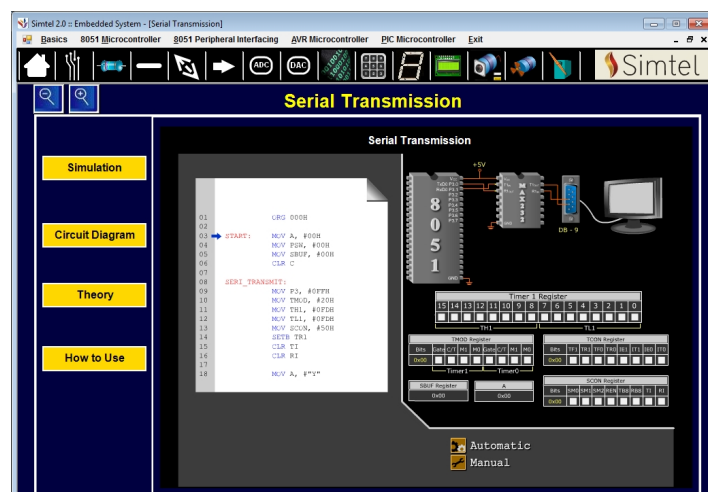 Simtel 2.0 :: Embedded System - [Serial Transmission]
Basics 8051 Microcontroller 8051 Peripheral Interfacing AVR Microcontroller PIC Microcontroller Exit
ADC DAC Simtel
Serial Transmission
Simulation
Circuit Diagram
Theory
How to Use
Serial Transmission
01 ORG 000H
02
03 START: MOV A, #00H
04 MOV PSW, #00H
05 MOV SBUF, #00H
06 CLR C
07
08 SERI_TRANSMIT:
09 MOV P3, #0FFH
10 MOV TMOD, #20H
11 MOV TH1, #0FDH
12 MOV TL1, #0FDH
13 MOV SCON, #50H
14 SETB TR1
15 CLR TI
16 CLR RI
17
18 MOV A, #"Y"
+5V
8051
MAX232
GND
DB - 9
Timer 1 Register
15 14 13 12 11 10 9 8 7 6 5 4 3 2 1 0
TH1 TL1
TMOD Register
Bits Gate C/T M1 M0 Gate C/T M1 M0
0x00
Timer1 Timer0
TCON Register
Bits TF1 TR1 TF0 TR0 IE1 IT1 IE0 IT0
0x00
SBUF Register
0x00
A
0x00
SCON Register
Bits SM0 SM1 SM2 REN TB8 RB8 TI RI
0x00
Automatic
Manual